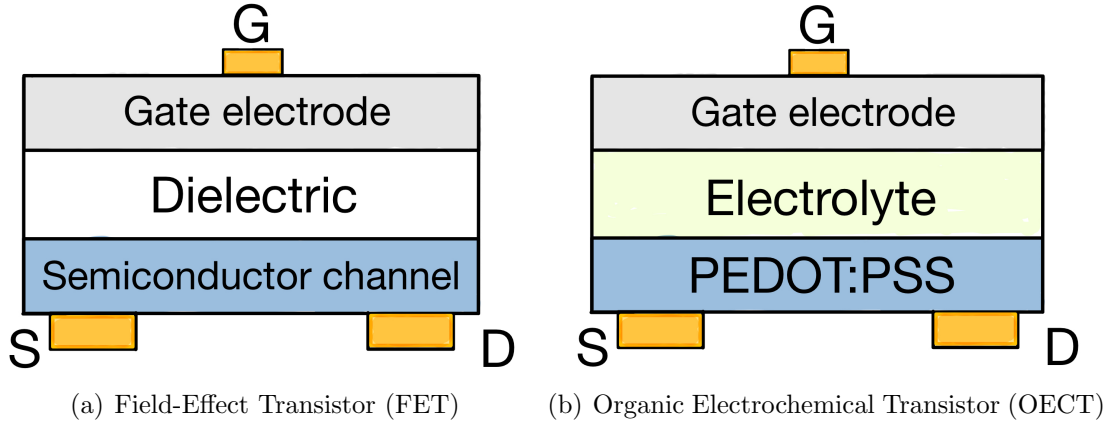 G
Gate electrode
Dielectric
Semiconductor channel
S
D
(a) Field-Effect Transistor (FET)
G
Gate electrode
Electrolyte
PEDOT:PSS
S
D
(b) Organic Electrochemical Transistor (OECT)